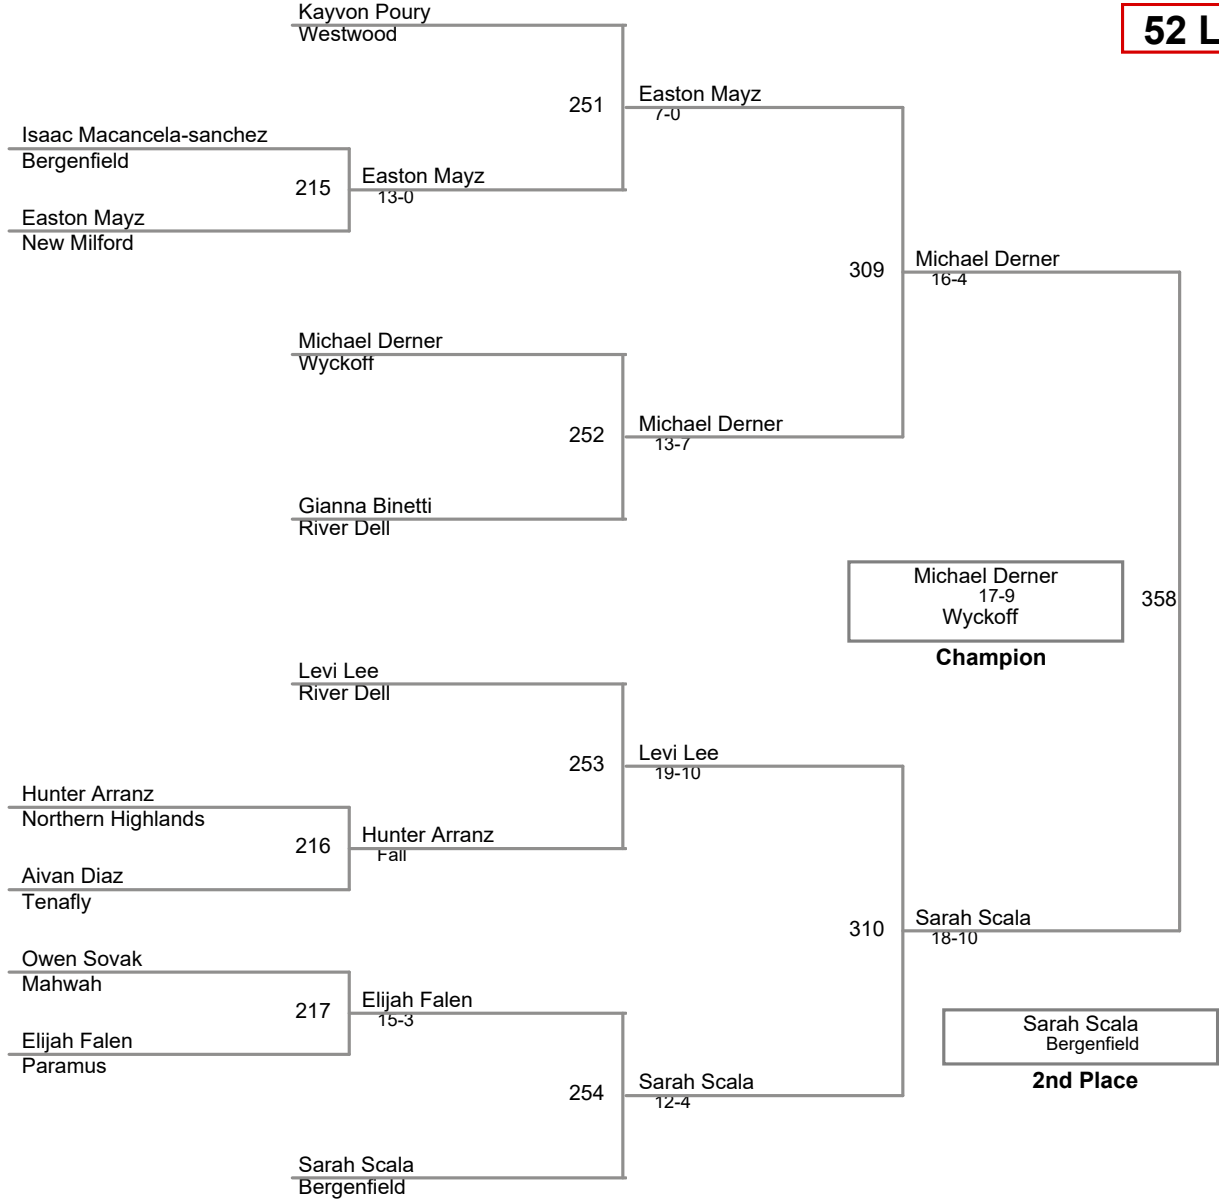 Kayvon Poury
Westwood
52 L
251
Easton Mayz
7-0
Isaac Macancela-sanchez
Bergenfield
215
Easton Mayz
13-0
Easton Mayz
New Milford
309
Michael Derner
16-4
Michael Derner
Wyckoff
252
Michael Derner
13-7
Gianna Binetti
River Dell
Michael Derner
17-9
Wyckoff
358
Champion
Levi Lee
River Dell
253
Levi Lee
19-10
Hunter Arranz
Northern Highlands
216
Hunter Arranz
Fall
Aivan Diaz
Tenafly
310
Sarah Scala
18-10
Owen Sovak
Mahwah
217
Elijah Falen
15-3
Elijah Falen
Paramus
Sarah Scala
Bergenfield
2nd Place
254
Sarah Scala
12-4
Sarah Scala
Bergenfield